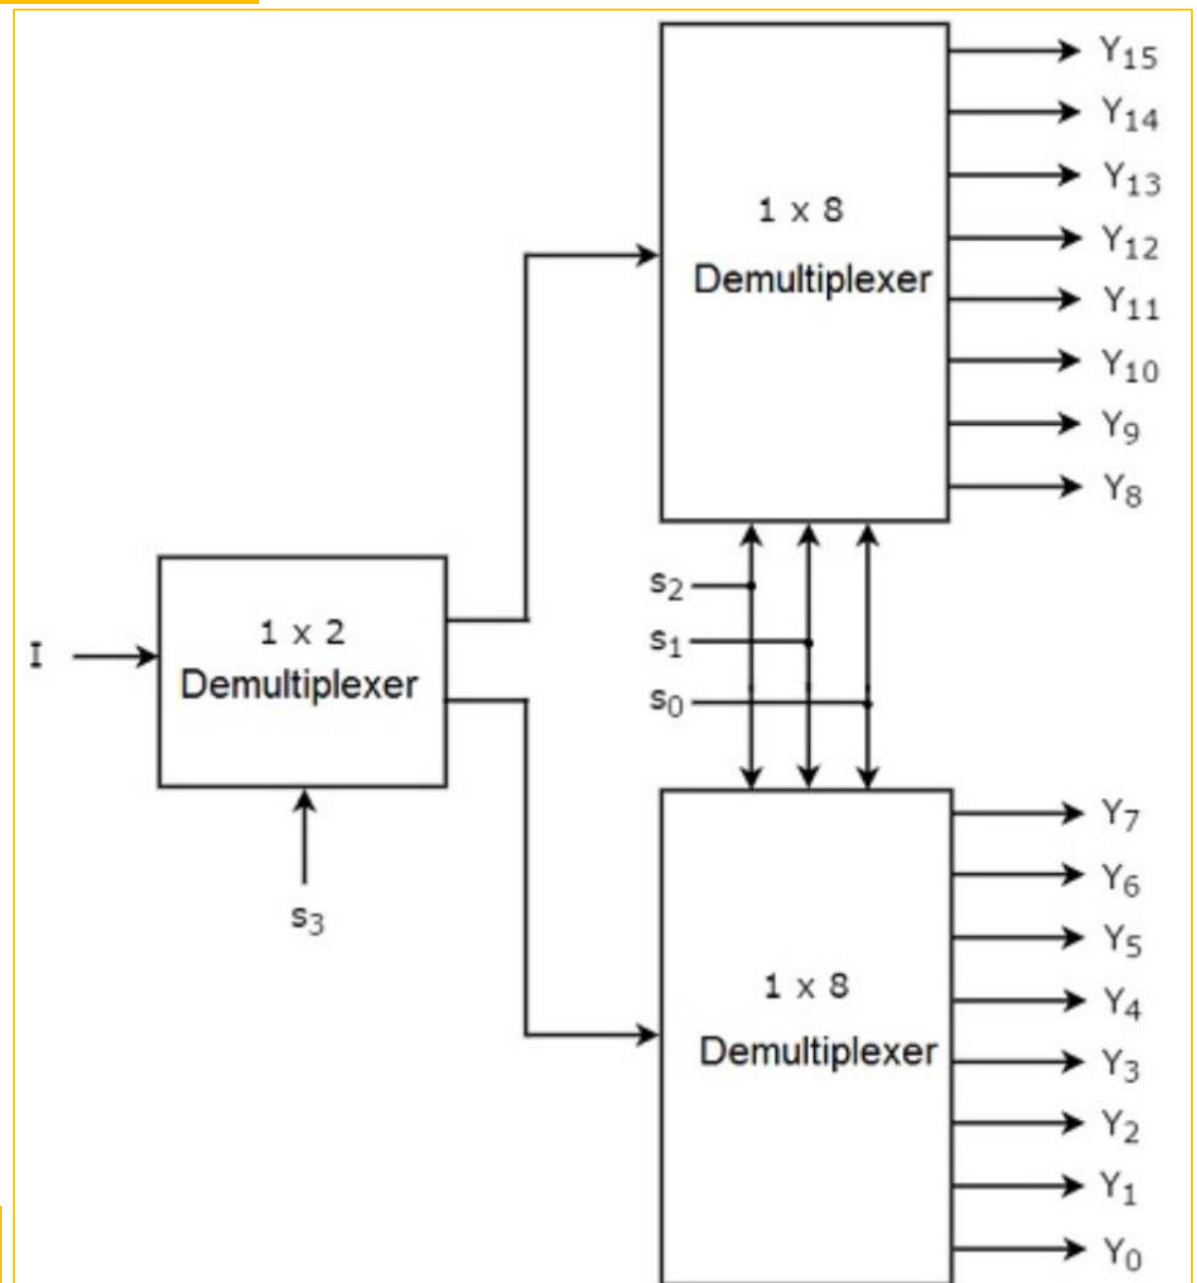 Y15
Y14
Y13
1 x 8
Y12
Demultiplexer
Y11
Y10
Y9
Y8
s2
1 x 2
s1
I
Demultiplexer
s0
Y7
Y6
s3
Y5
1 x 8
Y4
Demultiplexer
Y3
Y2
Y1
Y0